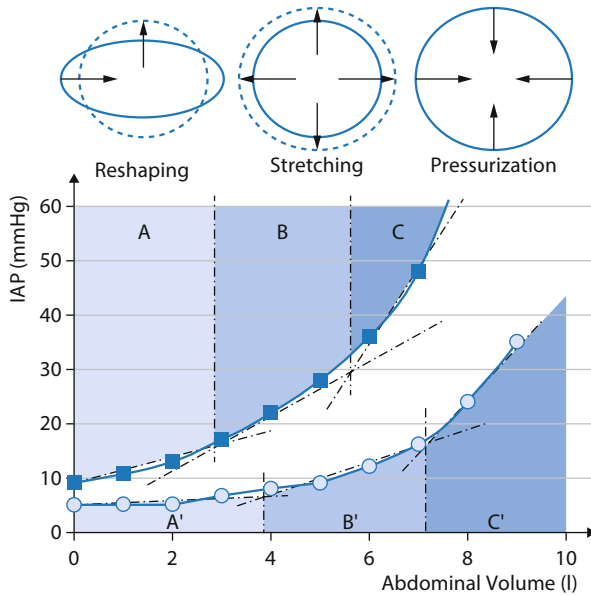 Reshaping Stretching Pressurization
IAP (mmHg)
60
50
40
30
20
10
0
A B C
A' B' C'
0 2 4 6 8 10
Abdominal Volume (l)